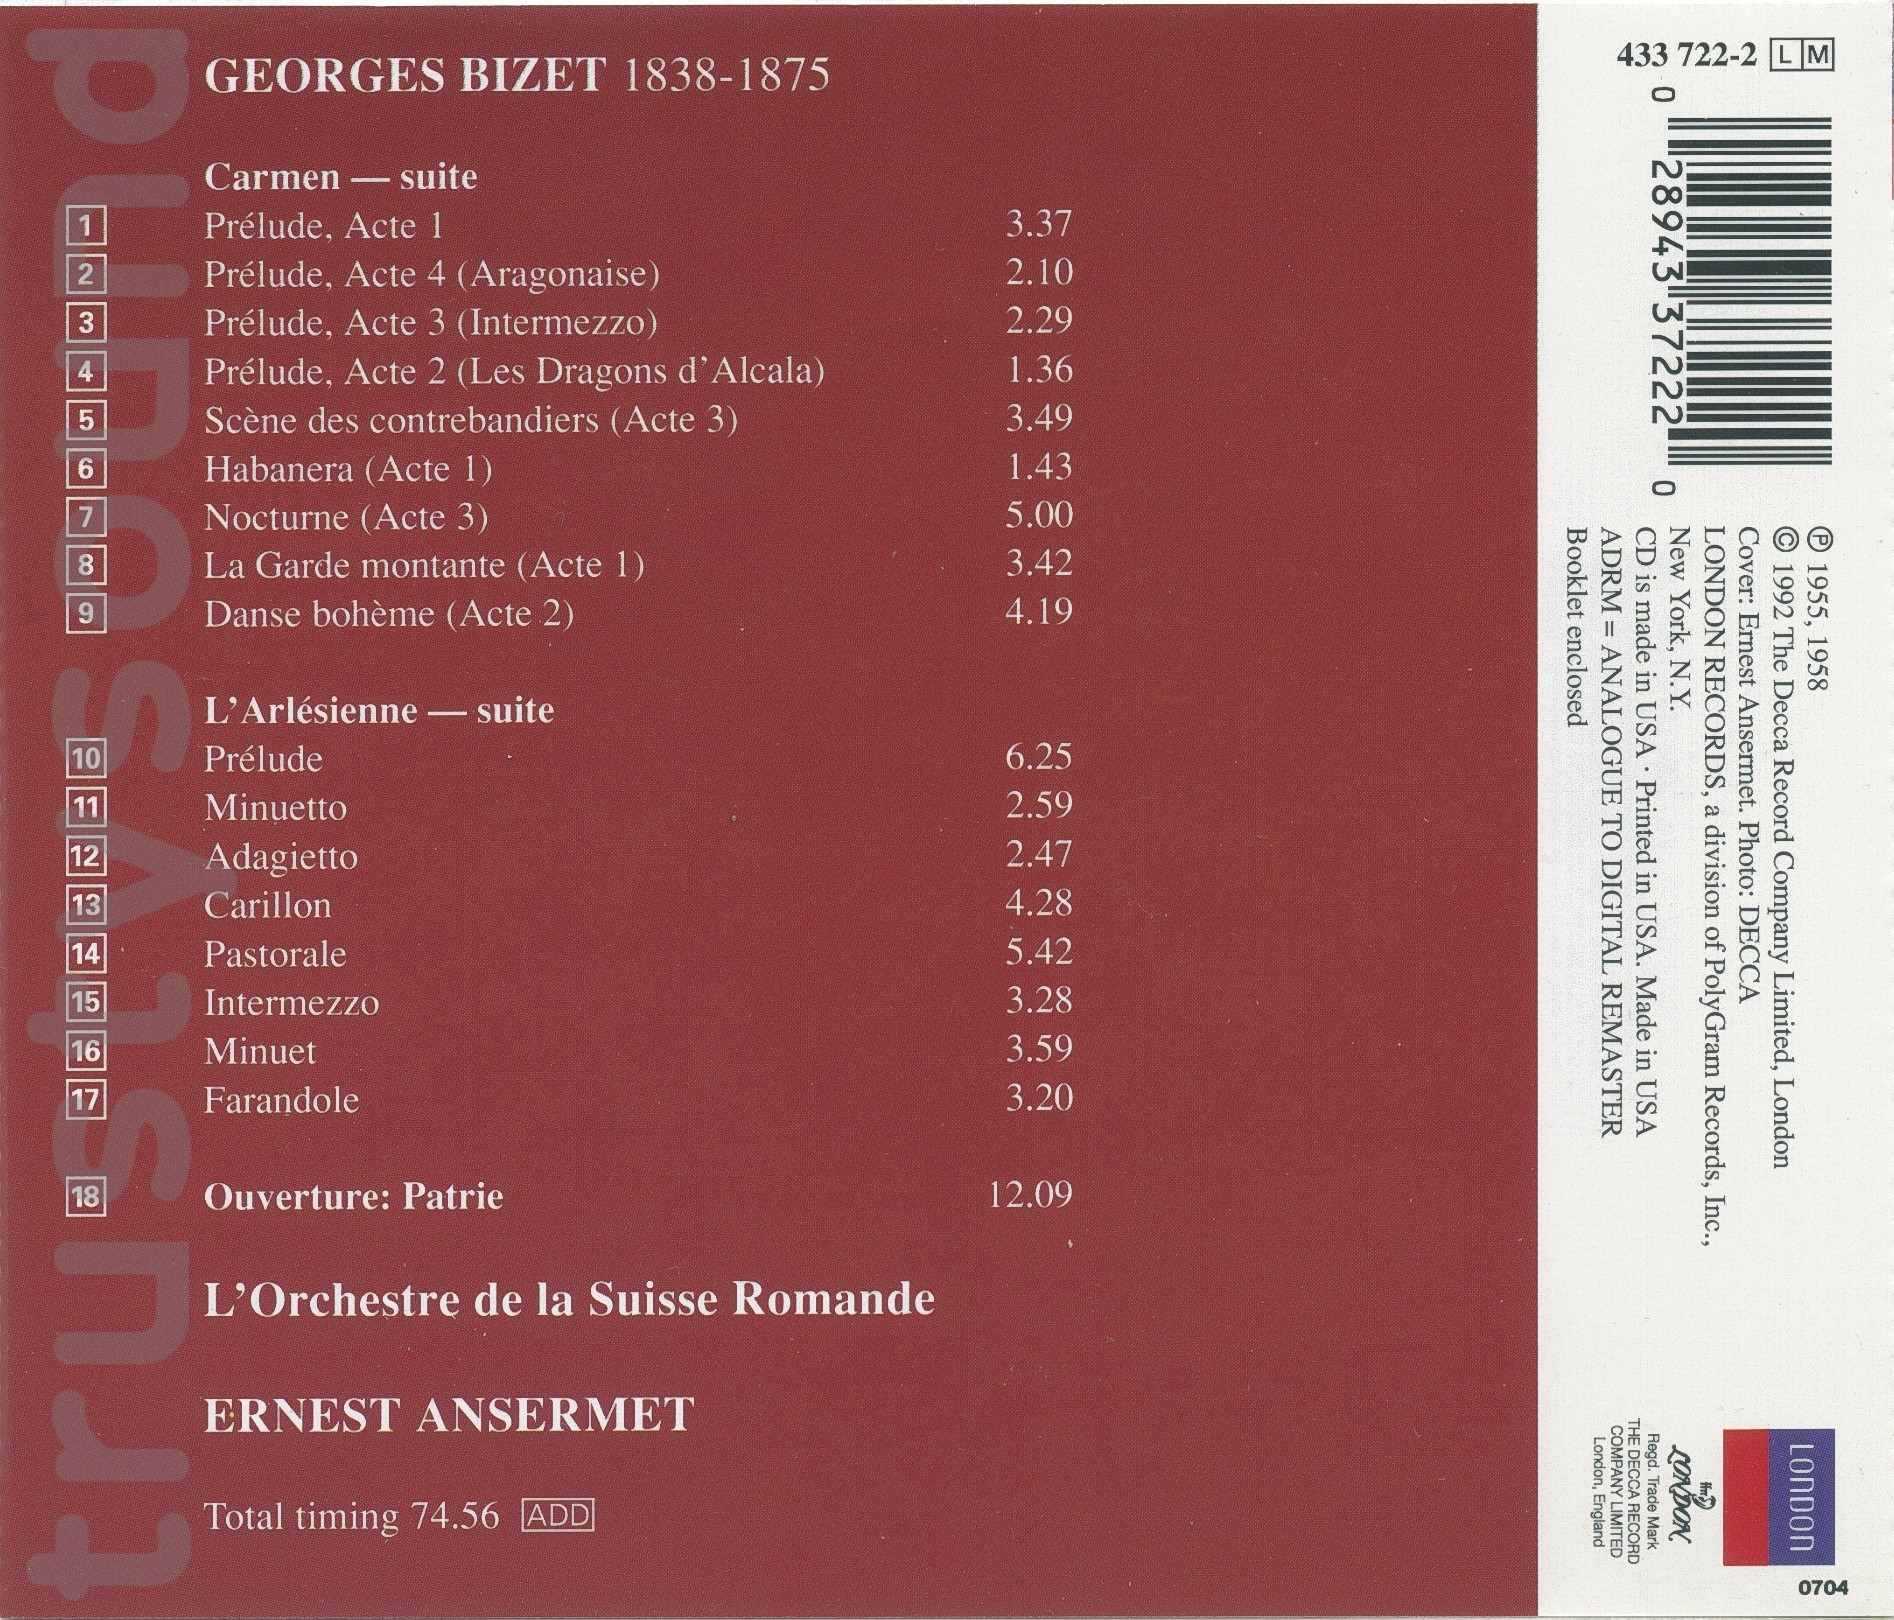 GEORGES BIZET 1838-1875
Carmen — suite
1 Prélude, Acte 1 3.37
2 Prélude, Acte 4 (Aragonaise) 2.10
3 Prélude, Acte 3 (Intermezzo) 2.29
4 Prélude, Acte 2 (Les Dragons d'Alcala) 1.36
5 Scène des contrebandiers (Acte 3) 3.49
6 Habanera (Acte 1) 1.43
7 Nocturne (Acte 3) 5.00
8 La Garde montante (Acte 1) 3.42
9 Danse bohème (Acte 2) 4.19
L'Arlésienne — suite
10 Prélude 6.25
11 Minuetto 2.59
12 Adagietto 2.47
13 Carillon 4.28
14 Pastorale 5.42
15 Intermezzo 3.28
16 Minuet 3.59
17 Farandole 3.20
18 Ouverture: Patrie 12.09
L'Orchestre de la Suisse Romande
ERNEST ANSERMET
Total timing 74.56 ADD
trustysound
433 722-2 LM
0 28943 37222 0
℗ 1955, 1958
© 1992 The Decca Record Company Limited, London
Cover: Ernest Ansermet. Photo: DECCA
LONDON RECORDS, a division of PolyGram Records, Inc.,
New York, N.Y.
CD is made in USA · Printed in USA. Made in USA
ADRM = ANALOGUE TO DIGITAL REMASTER
Booklet enclosed
LONDON
ffrr
LONDON
Regd. Trade Mark
THE DECCA RECORD
COMPANY LIMITED
London, England
0704